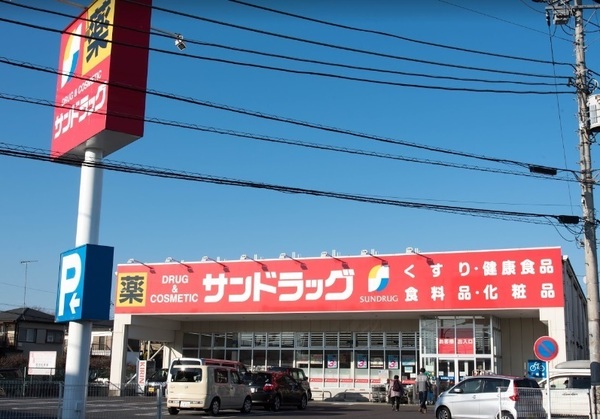 薬
DRUG & COSMETIC
サンドラッグ
P
薬
DRUG
&
COSMETIC
サンドラッグ
SUNDRUG
くすり・健康食品
食料品・化粧品